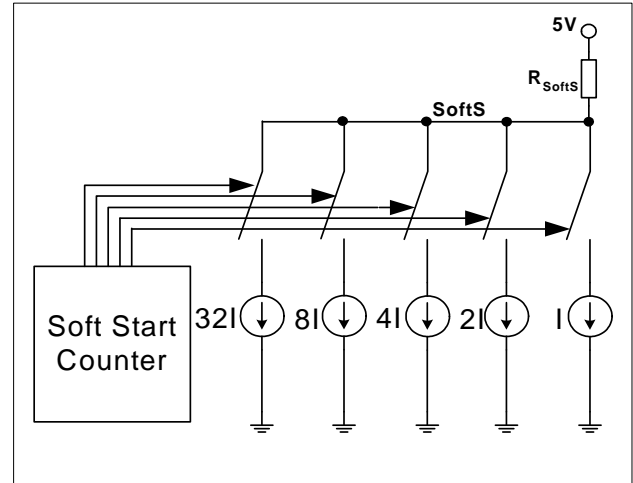 5V
RSoftS
SoftS
Soft Start
Counter
32I
8I
4I
2I
I